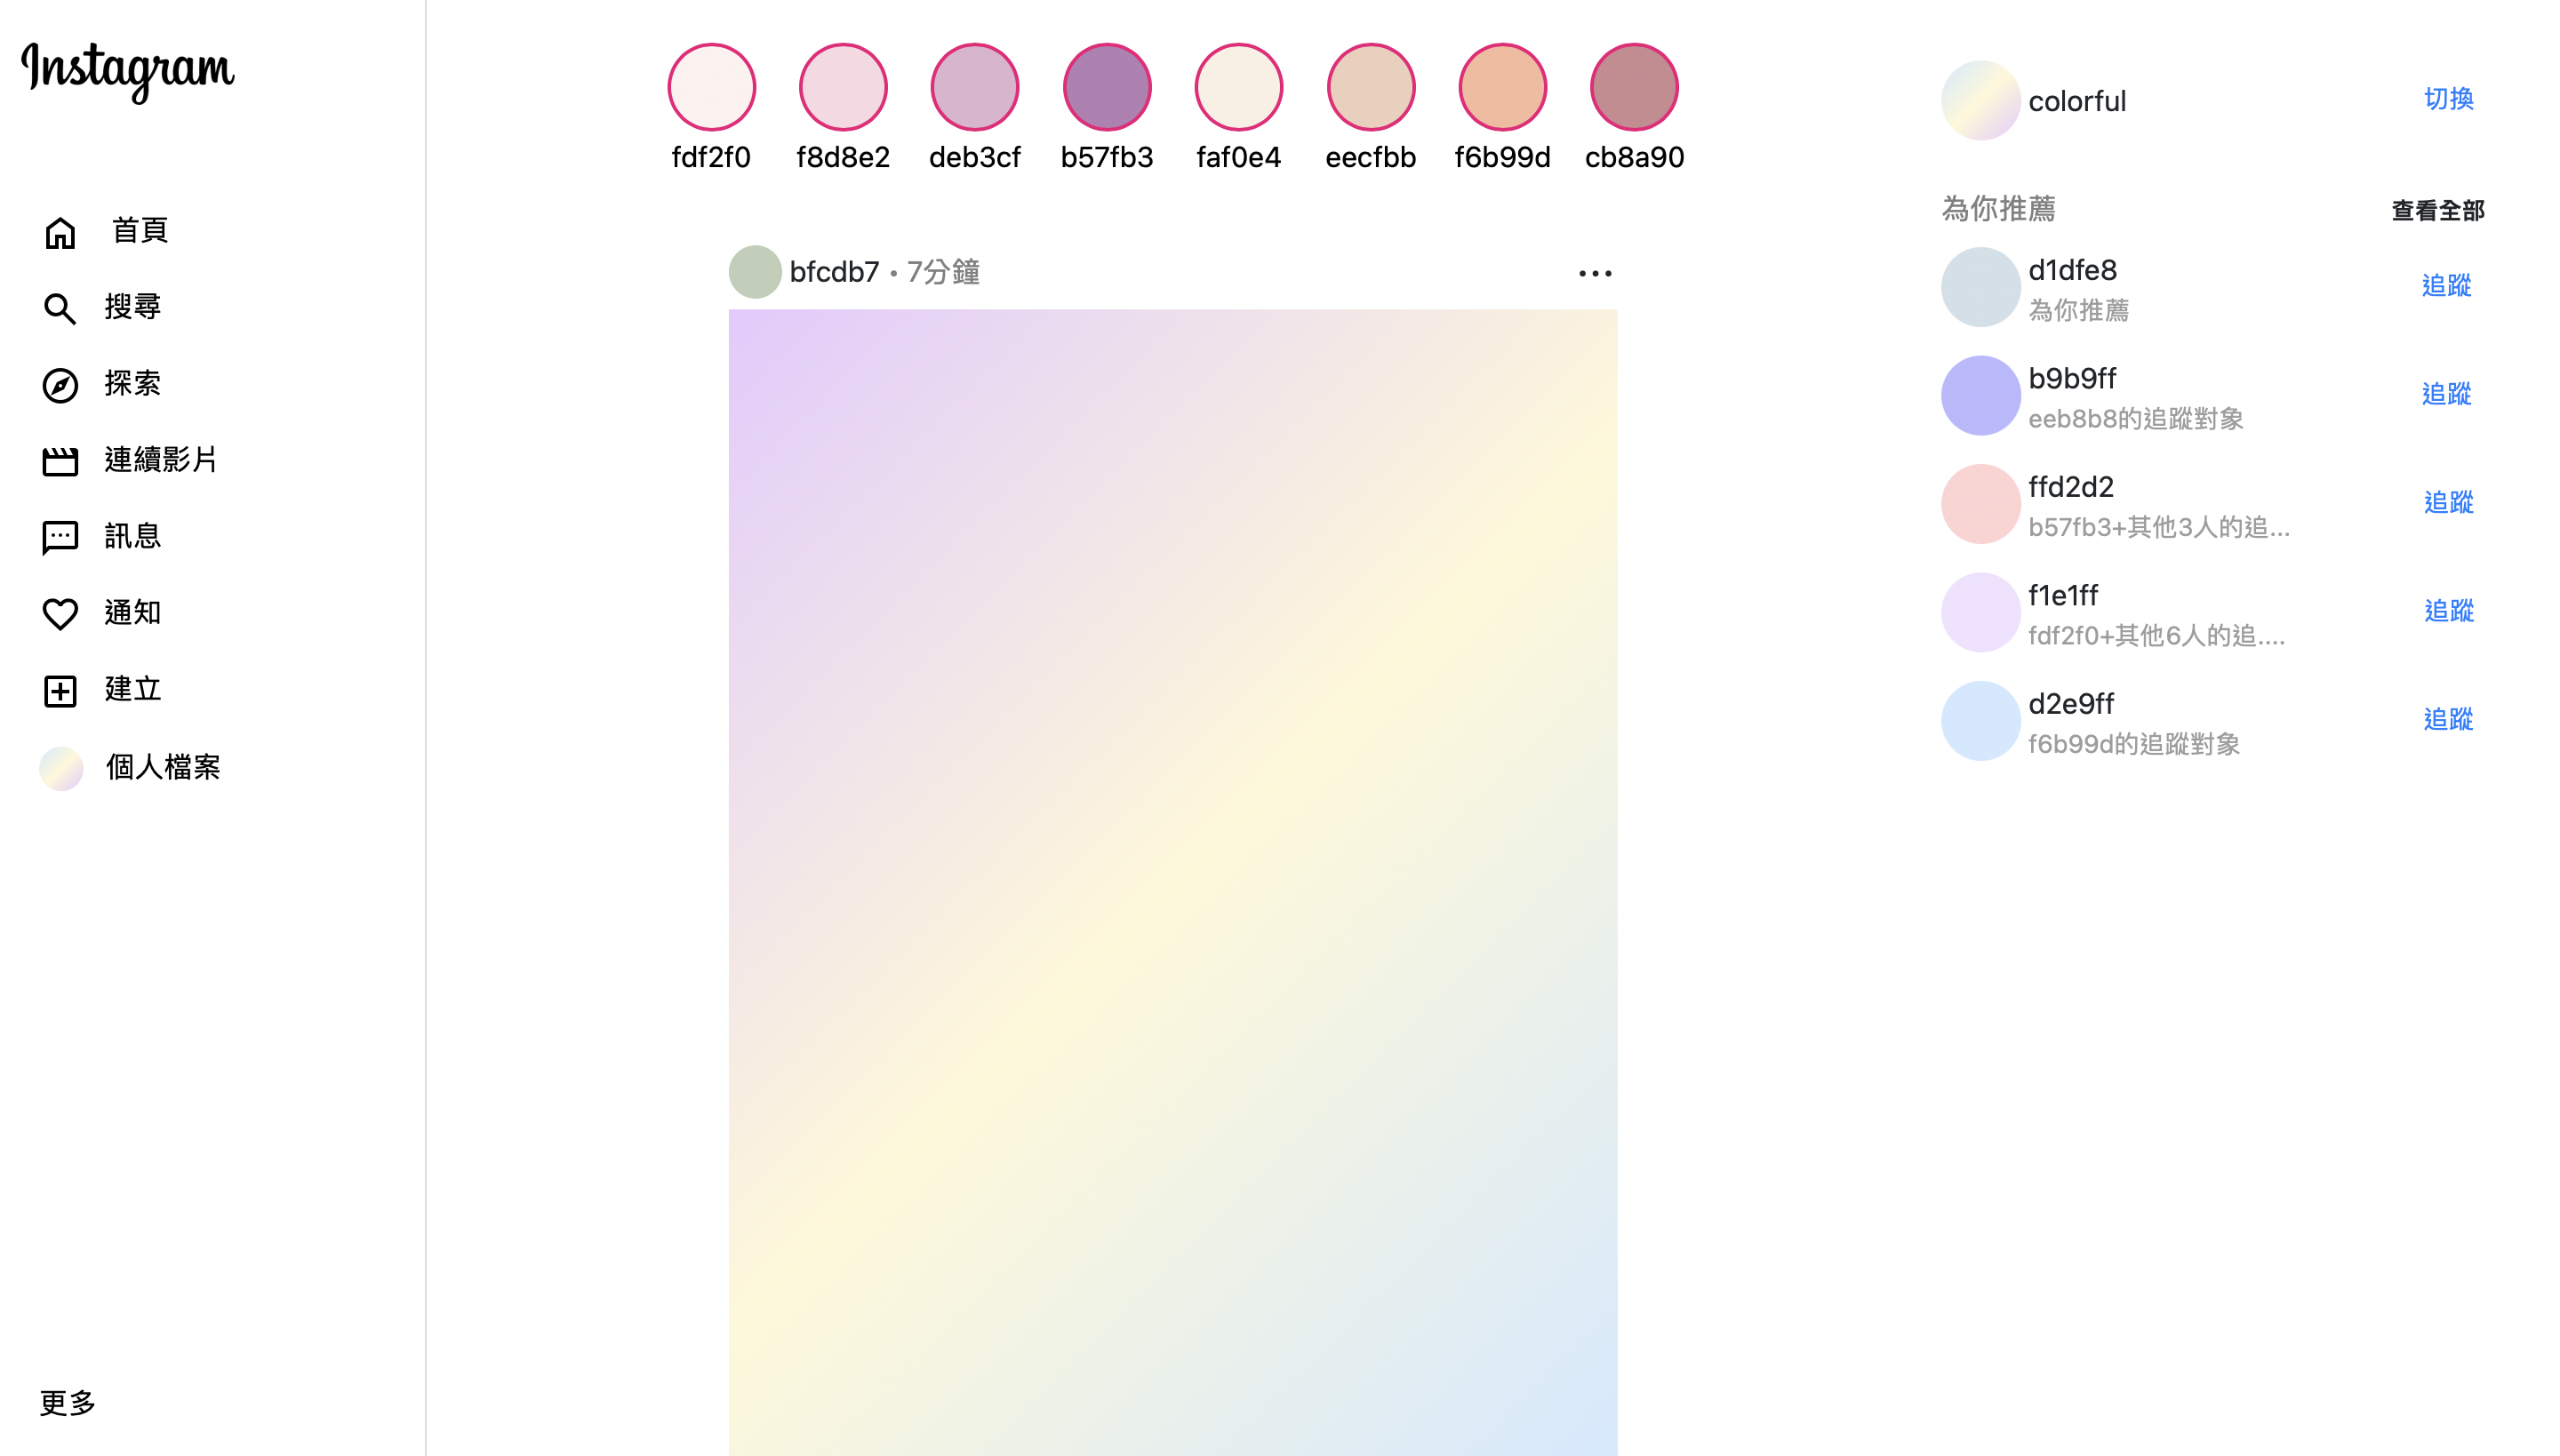 Instagram
首頁
搜尋
探索
連續影片
訊息
通知
建立
個人檔案
更多
fdf2f0 f8d8e2 deb3cf b57fb3 faf0e4 eecfbb f6b99d cb8a90
bfcdb7 • 7分鐘
colorful 切換
為你推薦 查看全部
d1dfe8 追蹤
為你推薦
b9b9ff 追蹤
eeb8b8的追蹤對象
ffd2d2 追蹤
b57fb3+其他3人的追...
f1e1ff 追蹤
fdf2f0+其他6人的追....
d2e9ff 追蹤
f6b99d的追蹤對象